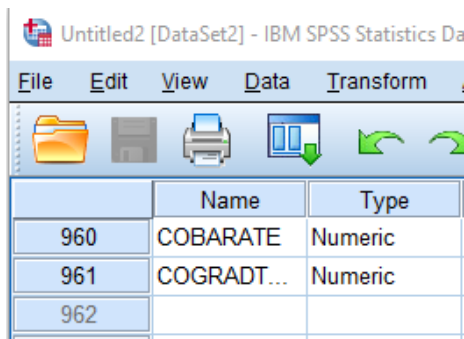 Untitled2 [DataSet2] - IBM SPSS Statistics Da
File Edit View Data Transform
Name Type
960 COBARATE Numeric
961 COGRADT... Numeric
962